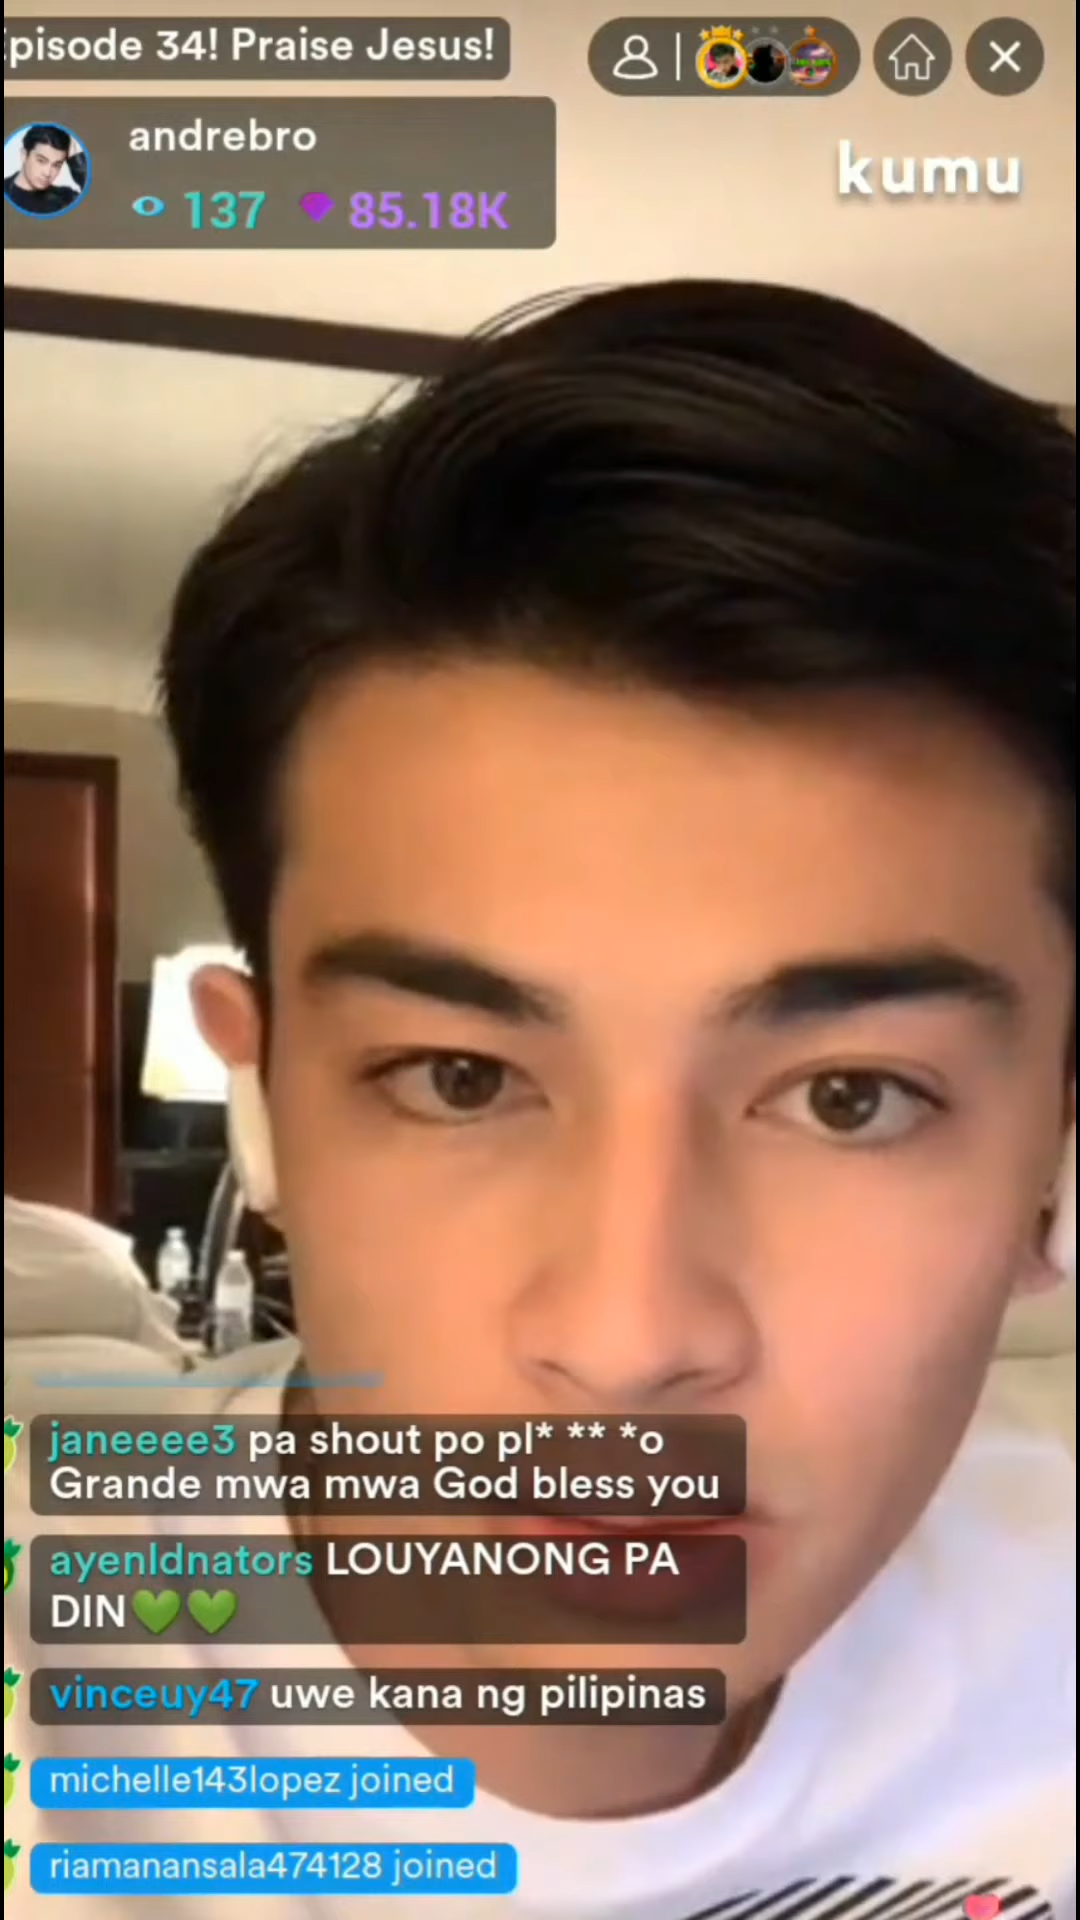 pisode 34! Praise Jesus!
andrebro
137 85.18K
kumu
janeeee3 pa shout po pl* ** *o
Grande mwa mwa God bless you
ayenldnators LOUYANONG PA
DIN💚💚
vinceuy47 uwe kana ng pilipinas
michelle143lopez joined
riamanansala474128 joined